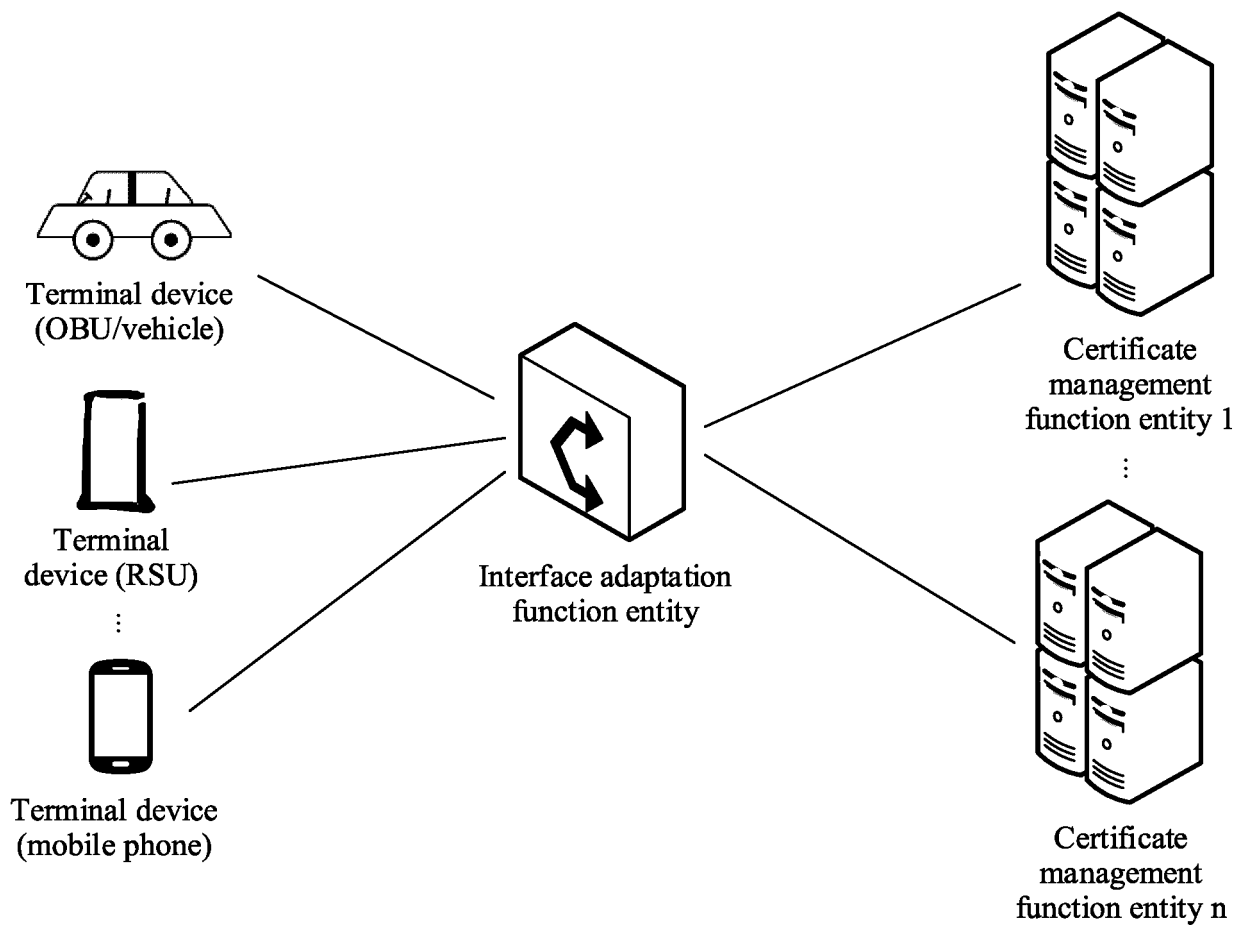 Terminal device
(OBU/vehicle)
Terminal
device (RSU)
⋮
Terminal device
(mobile phone)
Interface adaptation
function entity
Certificate
management
function entity 1
⋮
Certificate
management
function entity n